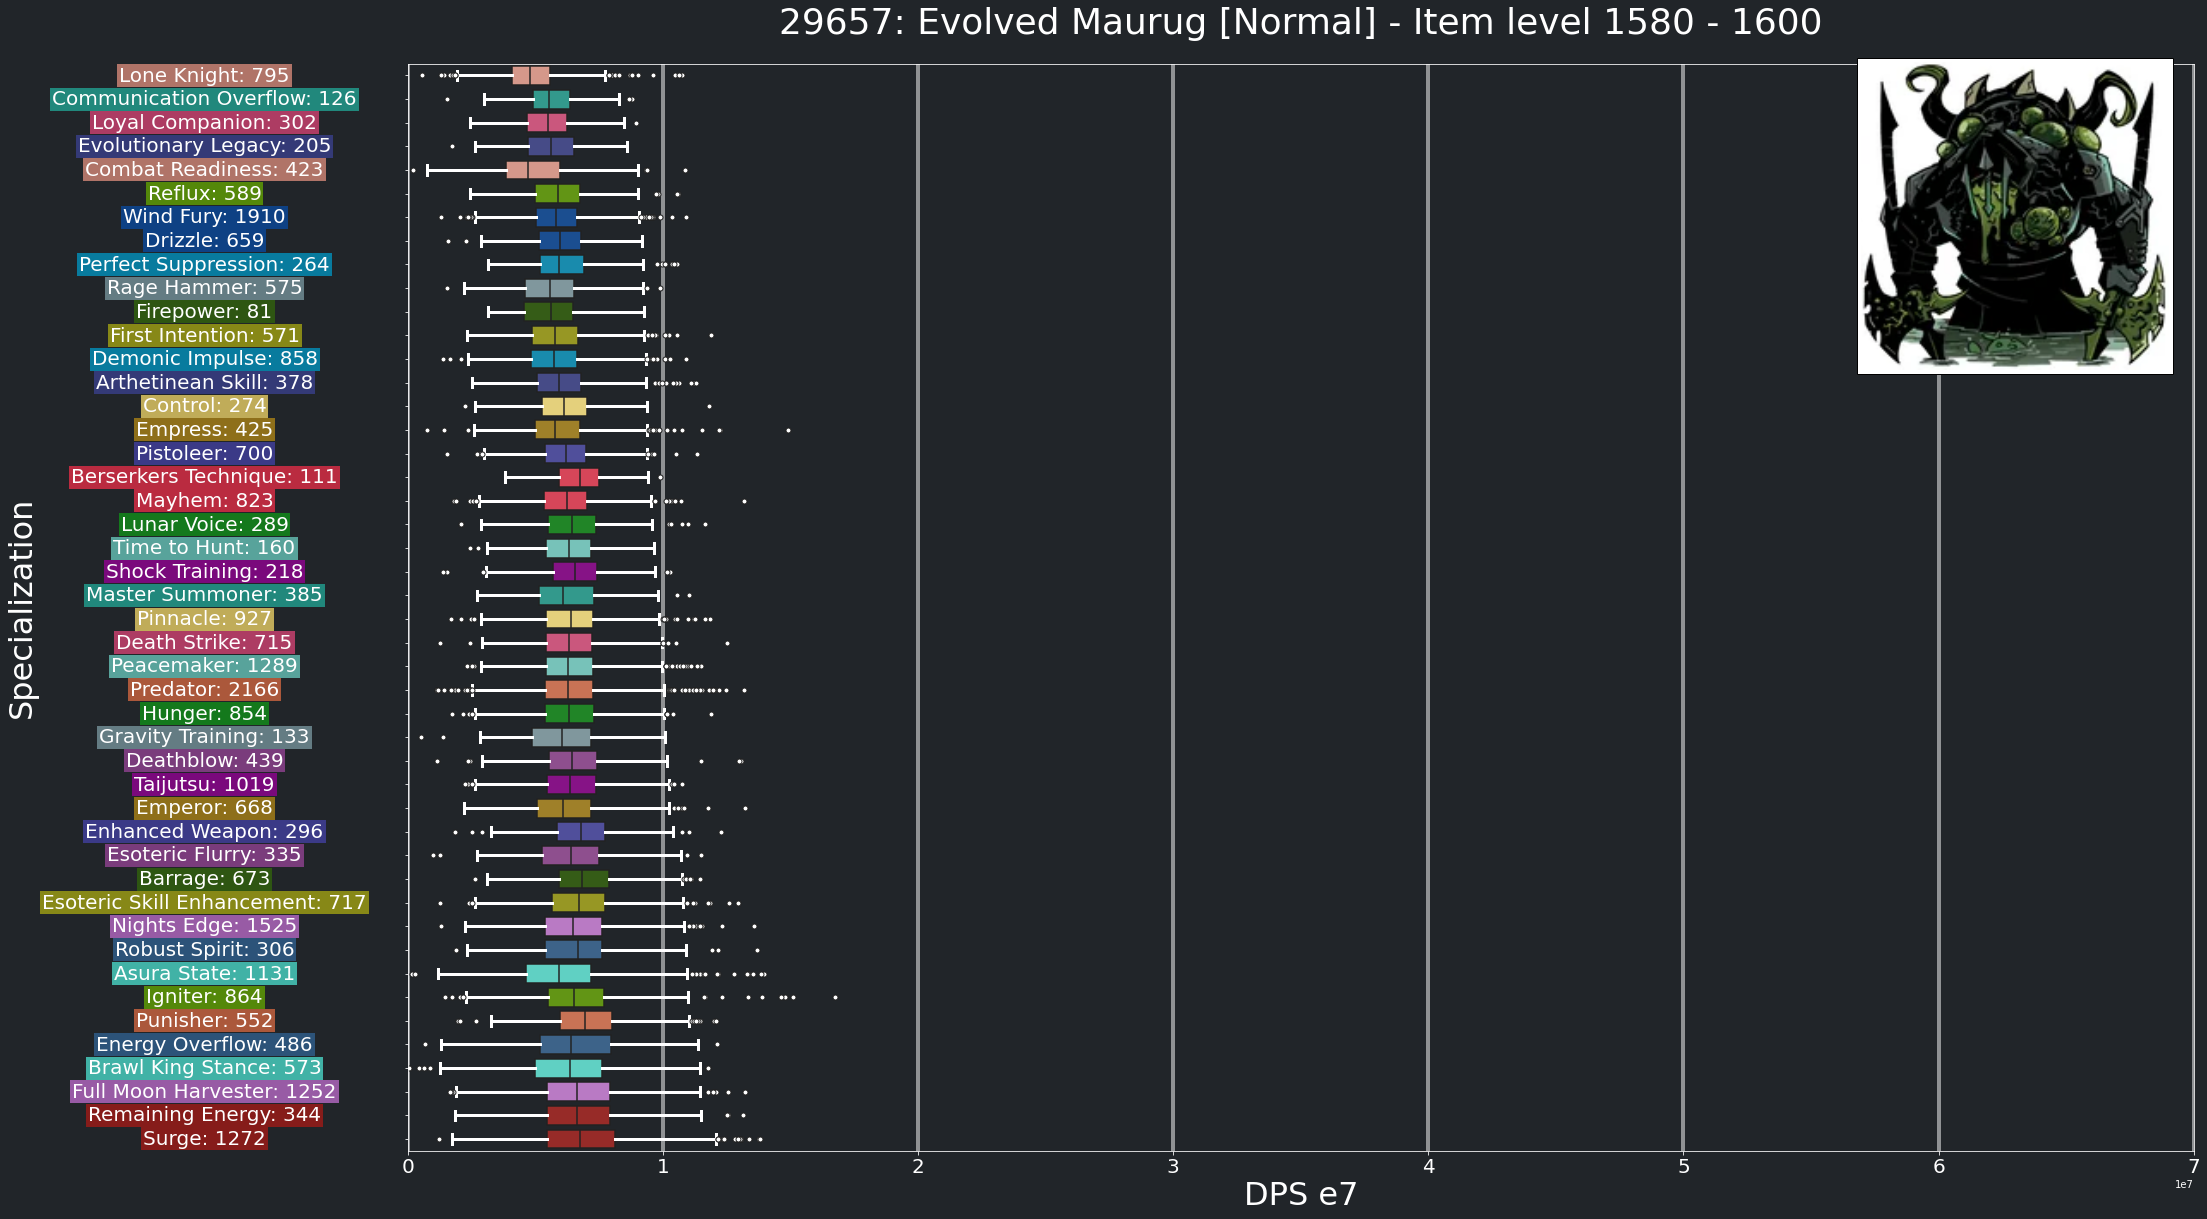 29657: Evolved Maurug [Normal] - Item level 1580 - 1600
Lone Knight: 795
Communication Overflow: 126
Loyal Companion: 302
Evolutionary Legacy: 205
Combat Readiness: 423
Reflux: 589
Wind Fury: 1910
Drizzle: 659
Perfect Suppression: 264
Rage Hammer: 575
Firepower: 81
First Intention: 571
Demonic Impulse: 858
Arthetinean Skill: 378
Control: 274
Empress: 425
Pistoleer: 700
Berserkers Technique: 111
Mayhem: 823
Lunar Voice: 289
Time to Hunt: 160
Shock Training: 218
Master Summoner: 385
Pinnacle: 927
Death Strike: 715
Peacemaker: 1289
Predator: 2166
Hunger: 854
Gravity Training: 133
Deathblow: 439
Taijutsu: 1019
Emperor: 668
Enhanced Weapon: 296
Esoteric Flurry: 335
Barrage: 673
Esoteric Skill Enhancement: 717
Nights Edge: 1525
Robust Spirit: 306
Asura State: 1131
Igniter: 864
Punisher: 552
Energy Overflow: 486
Brawl King Stance: 573
Full Moon Harvester: 1252
Remaining Energy: 344
Surge: 1272
Specialization
0 1 2 3 4 5 6 7
1e7
DPS e7